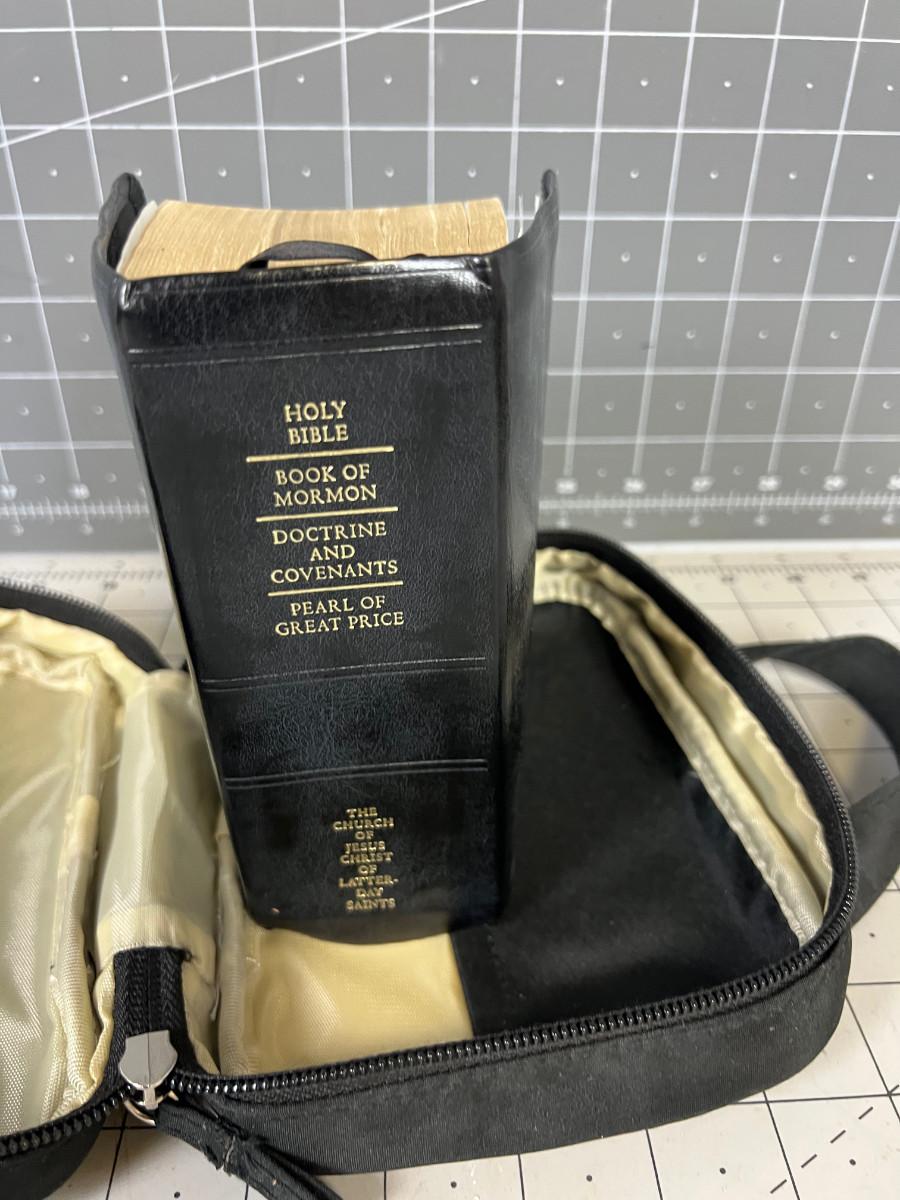 HOLY
BIBLE
BOOK OF
MORMON
DOCTRINE
AND
COVENANTS
PEARL OF
GREAT PRICE
THE
CHURCH
OF
JESUS
CHRIST
OF
LATTER-
DAY
SAINTS